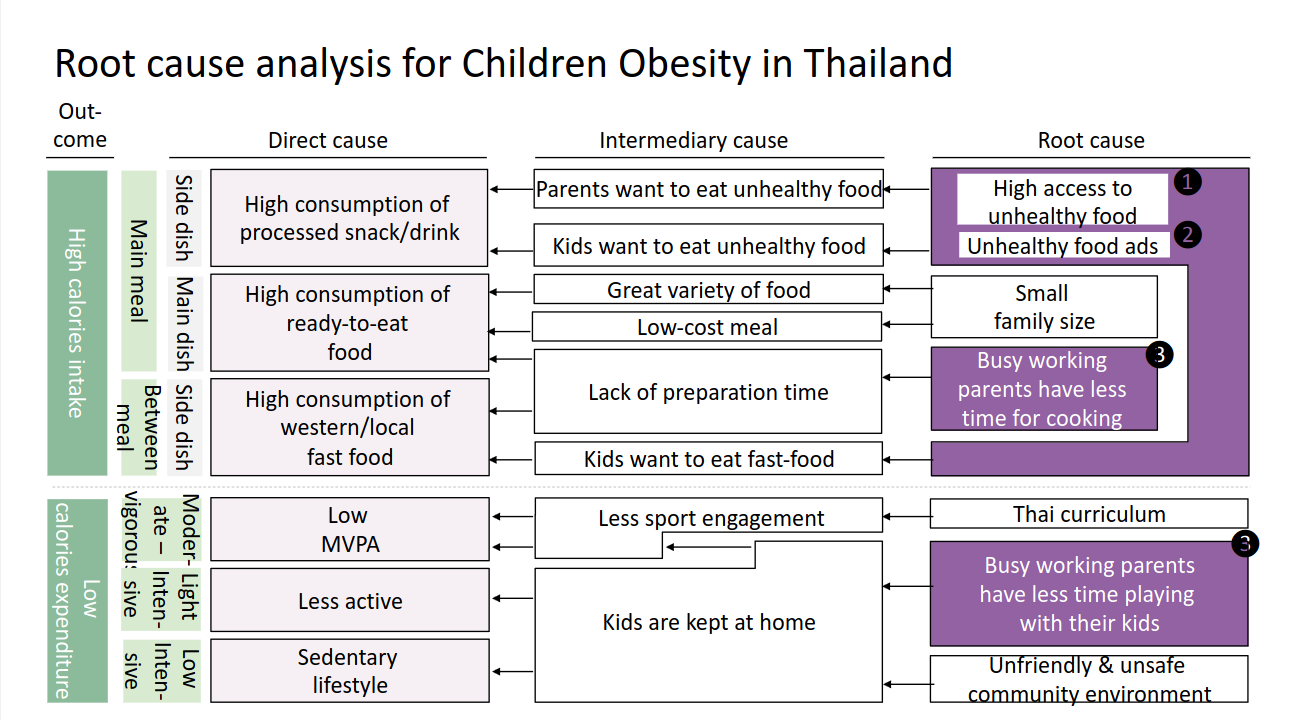 Root cause analysis for Children Obesity in Thailand
Out-
come
Direct cause
Intermediary cause
Root cause
High calories intake
Main meal
Side dish
High consumption of
processed snack/drink
Parents want to eat unhealthy food
Kids want to eat unhealthy food
High access to
unhealthy food
1
Unhealthy food ads
2
Main dish
High consumption of
ready-to-eat
food
Great variety of food
Low-cost meal
Small
family size
Lack of preparation time
Busy working
parents have less
time for cooking
3
Between
meal
Side dish
High consumption of
western/local
fast food
Kids want to eat fast-food
Low
calories expenditure
Moder-
ate –
vigorous
Low
MVPA
Less sport engagement
Thai curriculum
Light
Inten-
sive
Less active
Kids are kept at home
Busy working parents
have less time playing
with their kids
3
Low
Inten-
sive
Sedentary
lifestyle
Unfriendly & unsafe
community environment